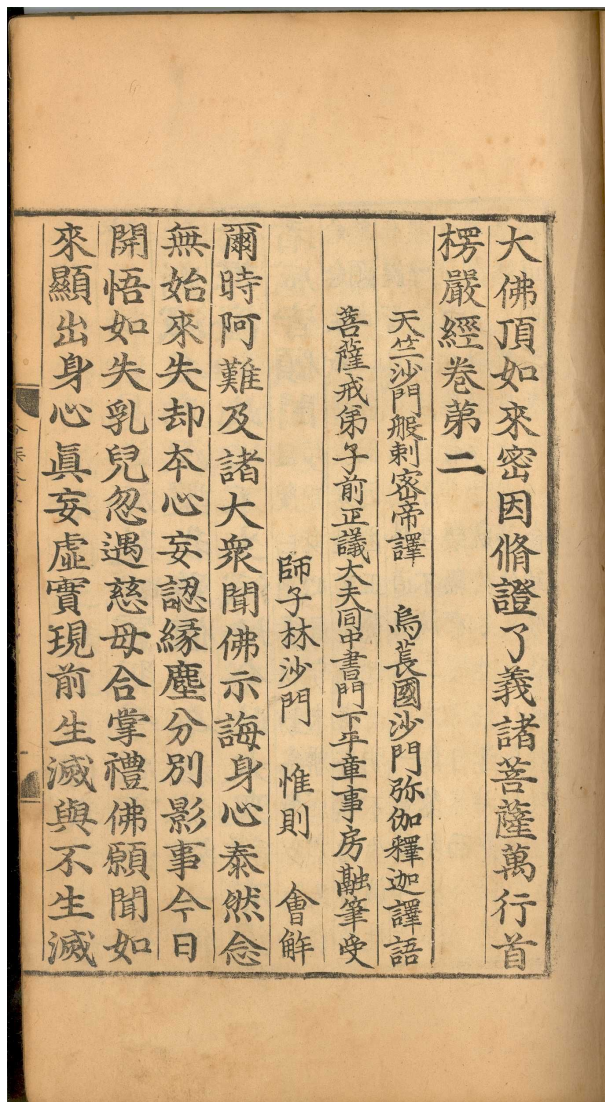 大佛頂如來密因脩證了義諸菩薩萬行首
楞嚴經卷第二
天竺沙門般剌密帝譯　烏萇國沙門弥伽釋迦譯語
菩薩戒弟子前正議大夫同中書門下平章事房融筆受
師子林沙門　惟則　會解
爾時阿難及諸大衆聞佛示誨身心泰然念
無始來失却本心妄認緣塵分別影事今日
開悟如失乳兒忽遇慈母合掌禮佛願聞如
來顯出身心眞妄虛實現前生滅與不生滅